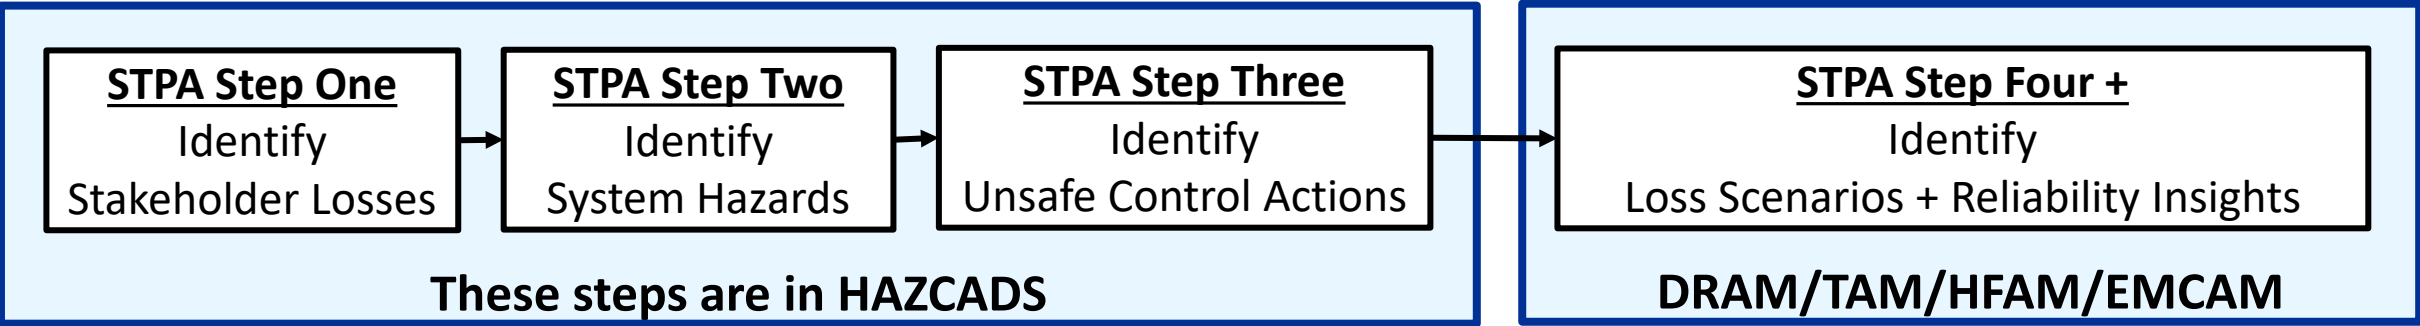 STPA Step One
Identify
Stakeholder Losses
STPA Step Two
Identify
System Hazards
STPA Step Three
Identify
Unsafe Control Actions
These steps are in HAZCADS
STPA Step Four +
Identify
Loss Scenarios + Reliability Insights
DRAM/TAM/HFAM/EMCAM